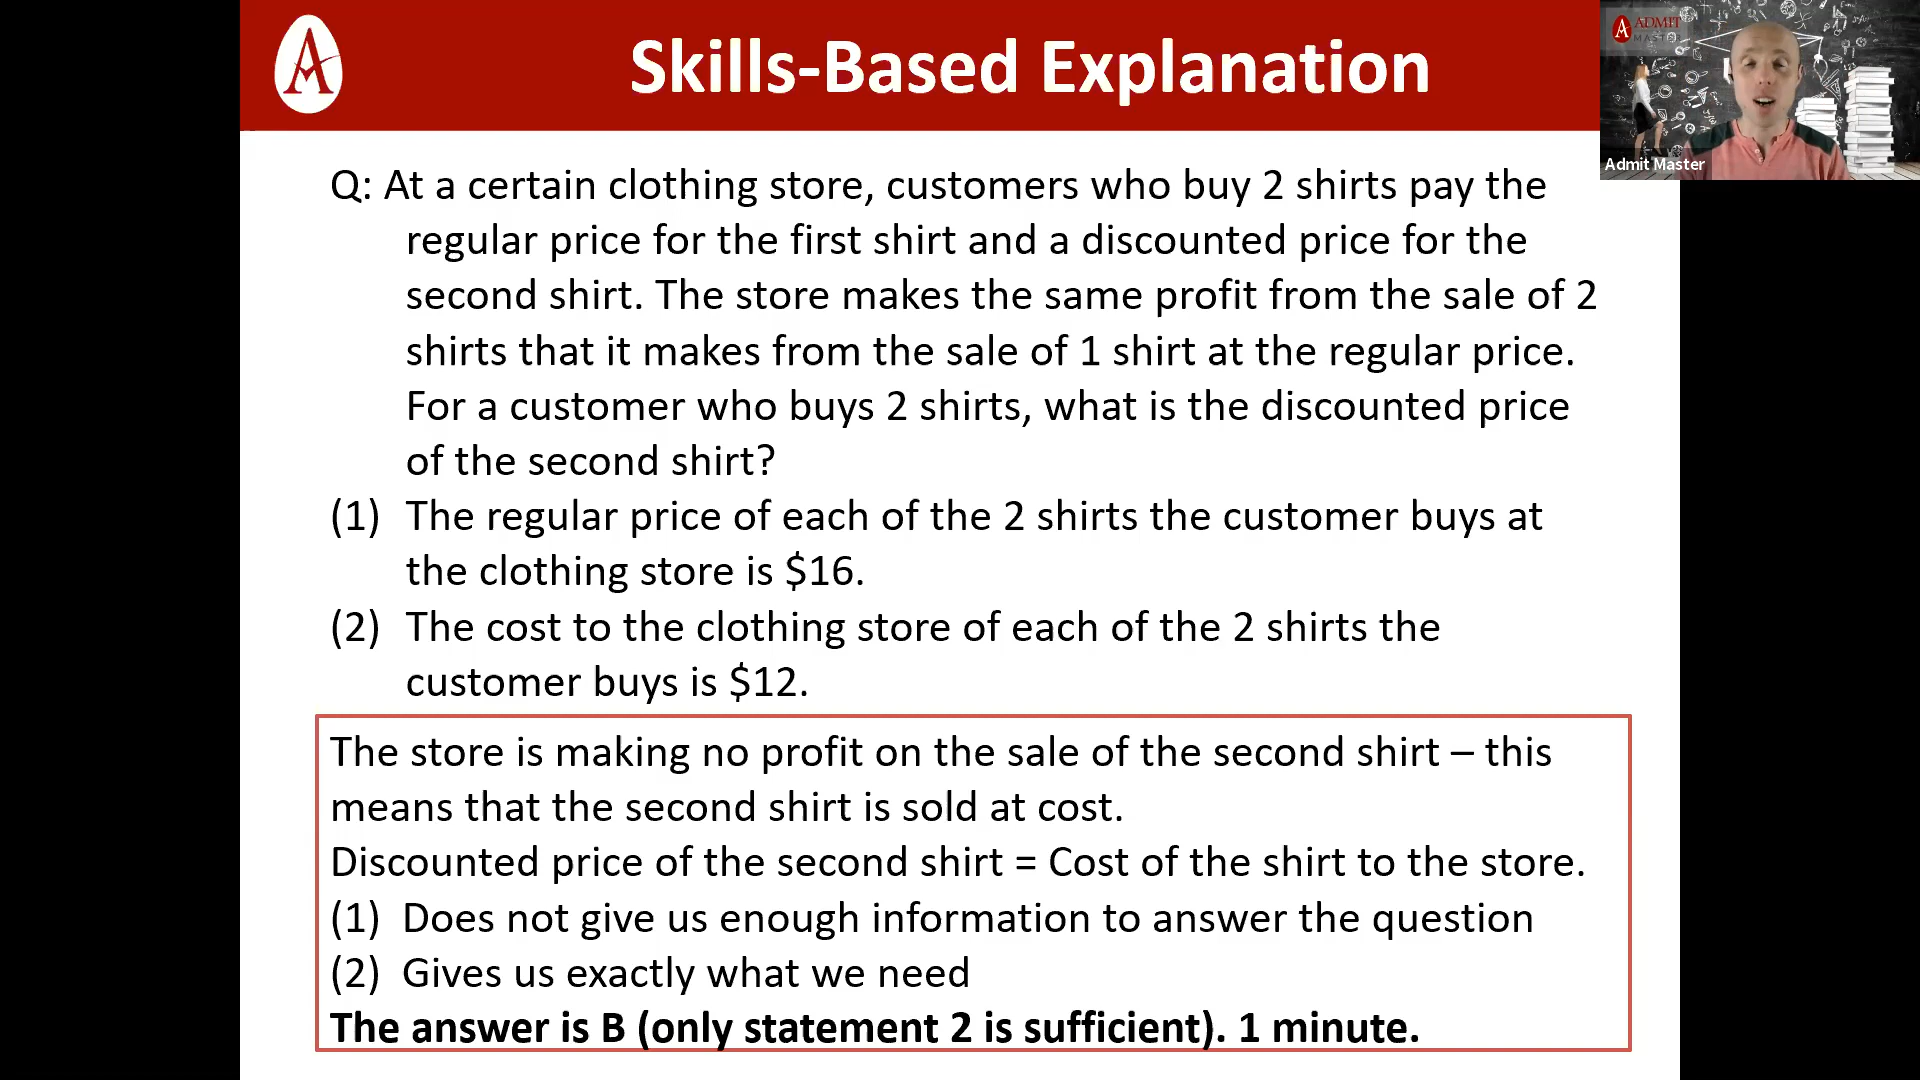 Skills-Based Explanation
ADMIT
MASTER
Admit Master
Q: At a certain clothing store, customers who buy 2 shirts pay the
regular price for the first shirt and a discounted price for the
second shirt. The store makes the same profit from the sale of 2
shirts that it makes from the sale of 1 shirt at the regular price.
For a customer who buys 2 shirts, what is the discounted price
of the second shirt?
(1) The regular price of each of the 2 shirts the customer buys at
the clothing store is $16.
(2) The cost to the clothing store of each of the 2 shirts the
customer buys is $12.
The store is making no profit on the sale of the second shirt – this
means that the second shirt is sold at cost.
Discounted price of the second shirt = Cost of the shirt to the store.
(1) Does not give us enough information to answer the question
(2) Gives us exactly what we need
The answer is B (only statement 2 is sufficient). 1 minute.